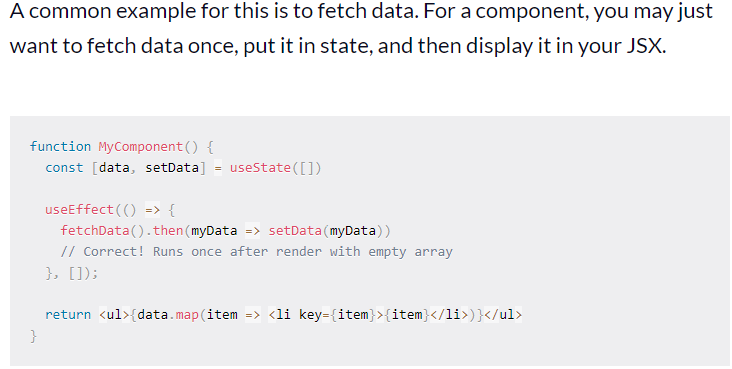 A common example for this is to fetch data. For a component, you may just
want to fetch data once, put it in state, and then display it in your JSX.
function MyComponent() {
const [data, setData] = useState([])
useEffect(() => {
fetchData().then(myData => setData(myData))
// Correct! Runs once after render with empty array
}, []);
return <ul>{data.map(item => <li key={item}>{item}</li>)}</ul>
}